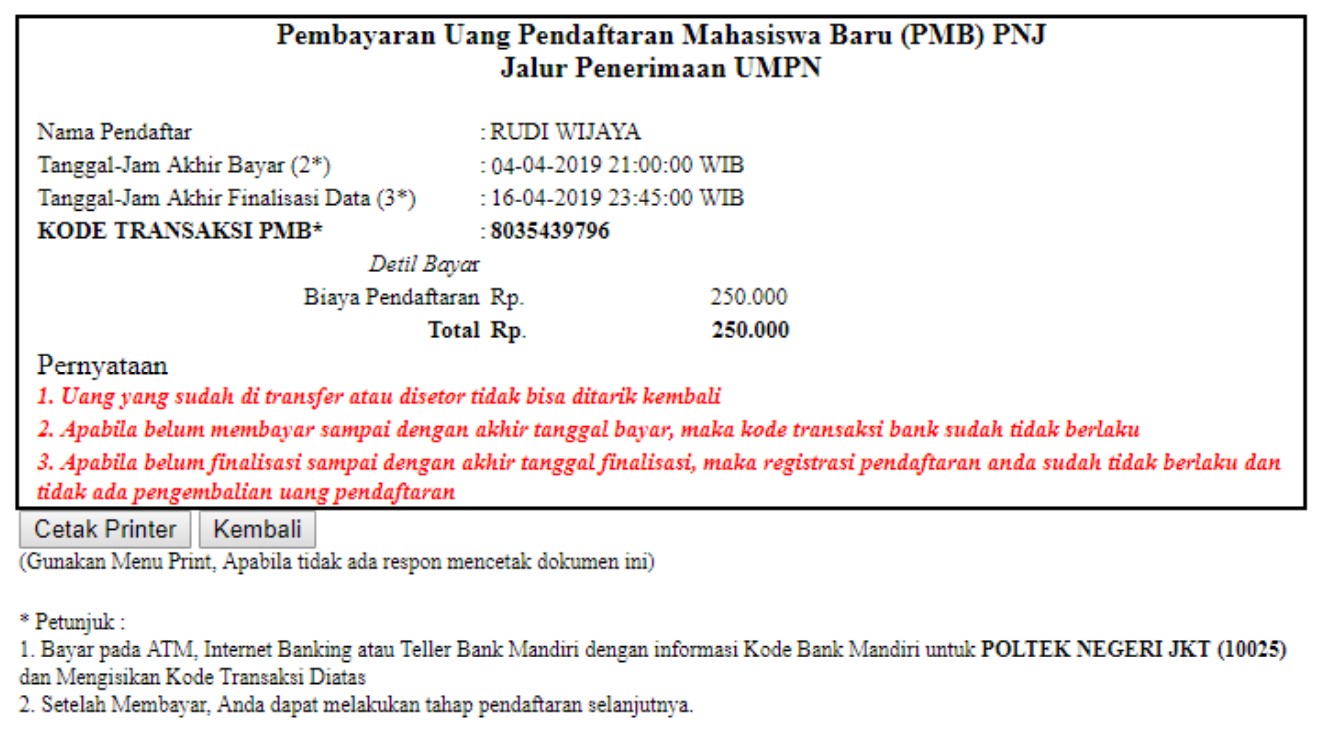 Pembayaran Uang Pendaftaran Mahasiswa Baru (PMB) PNJ
Jalur Penerimaan UMPN
Nama Pendaftar : RUDI WIJAYA
Tanggal-Jam Akhir Bayar (2*) : 04-04-2019 21:00:00 WIB
Tanggal-Jam Akhir Finalisasi Data (3*) : 16-04-2019 23:45:00 WIB
KODE TRANSAKSI PMB* : 8035439796
Detil Bayar
Biaya Pendaftaran Rp. 250.000
Total Rp. 250.000
Pernyataan
1. Uang yang sudah di transfer atau disetor tidak bisa ditarik kembali
2. Apabila belum membayar sampai dengan akhir tanggal bayar, maka kode transaksi bank sudah tidak berlaku
3. Apabila belum finalisasi sampai dengan akhir tanggal finalisasi, maka registrasi pendaftaran anda sudah tidak berlaku dan
tidak ada pengembalian uang pendaftaran
Cetak Printer Kembali
(Gunakan Menu Print, Apabila tidak ada respon mencetak dokumen ini)
* Petunjuk :
1. Bayar pada ATM, Internet Banking atau Teller Bank Mandiri dengan informasi Kode Bank Mandiri untuk POLTEK NEGERI JKT (10025)
dan Mengisikan Kode Transaksi Diatas
2. Setelah Membayar, Anda dapat melakukan tahap pendaftaran selanjutnya.